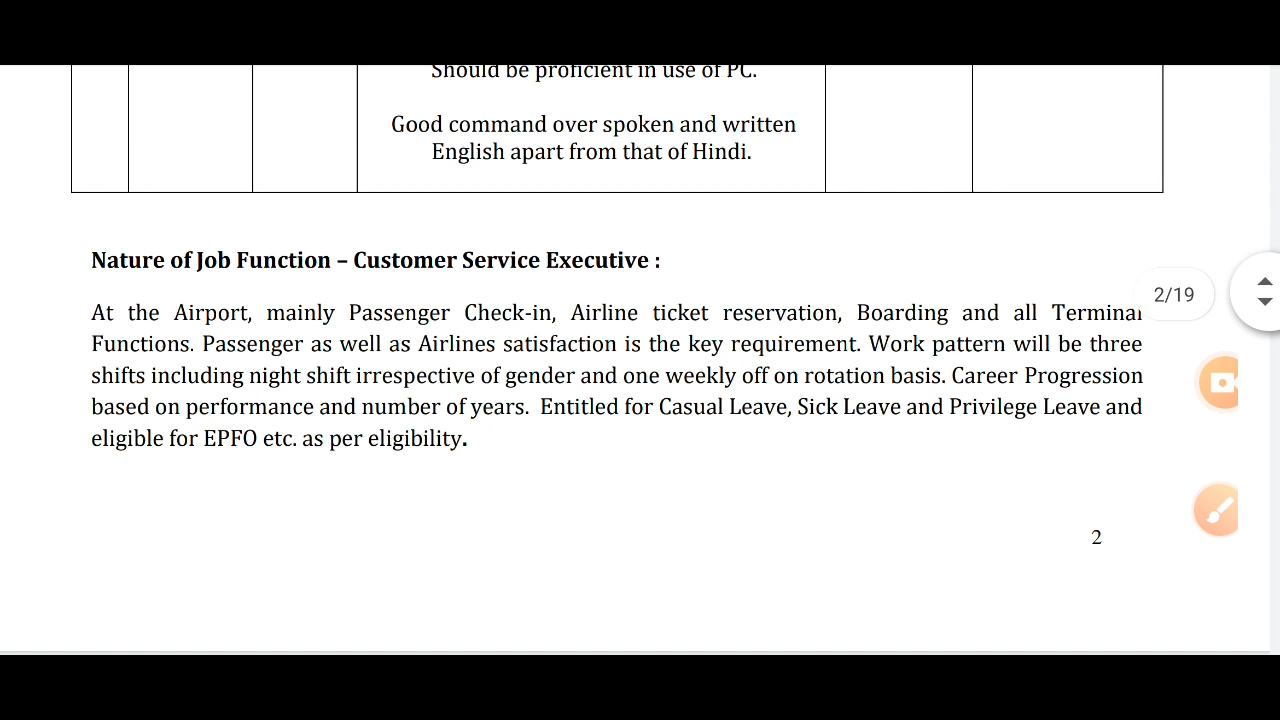 Should be proficient in use of PC.
Good command over spoken and written
English apart from that of Hindi.
Nature of Job Function – Customer Service Executive :
At the Airport, mainly Passenger Check-in, Airline ticket reservation, Boarding and all Terminal
Functions. Passenger as well as Airlines satisfaction is the key requirement. Work pattern will be three
shifts including night shift irrespective of gender and one weekly off on rotation basis. Career Progression
based on performance and number of years. Entitled for Casual Leave, Sick Leave and Privilege Leave and
eligible for EPFO etc. as per eligibility.
2/19
2